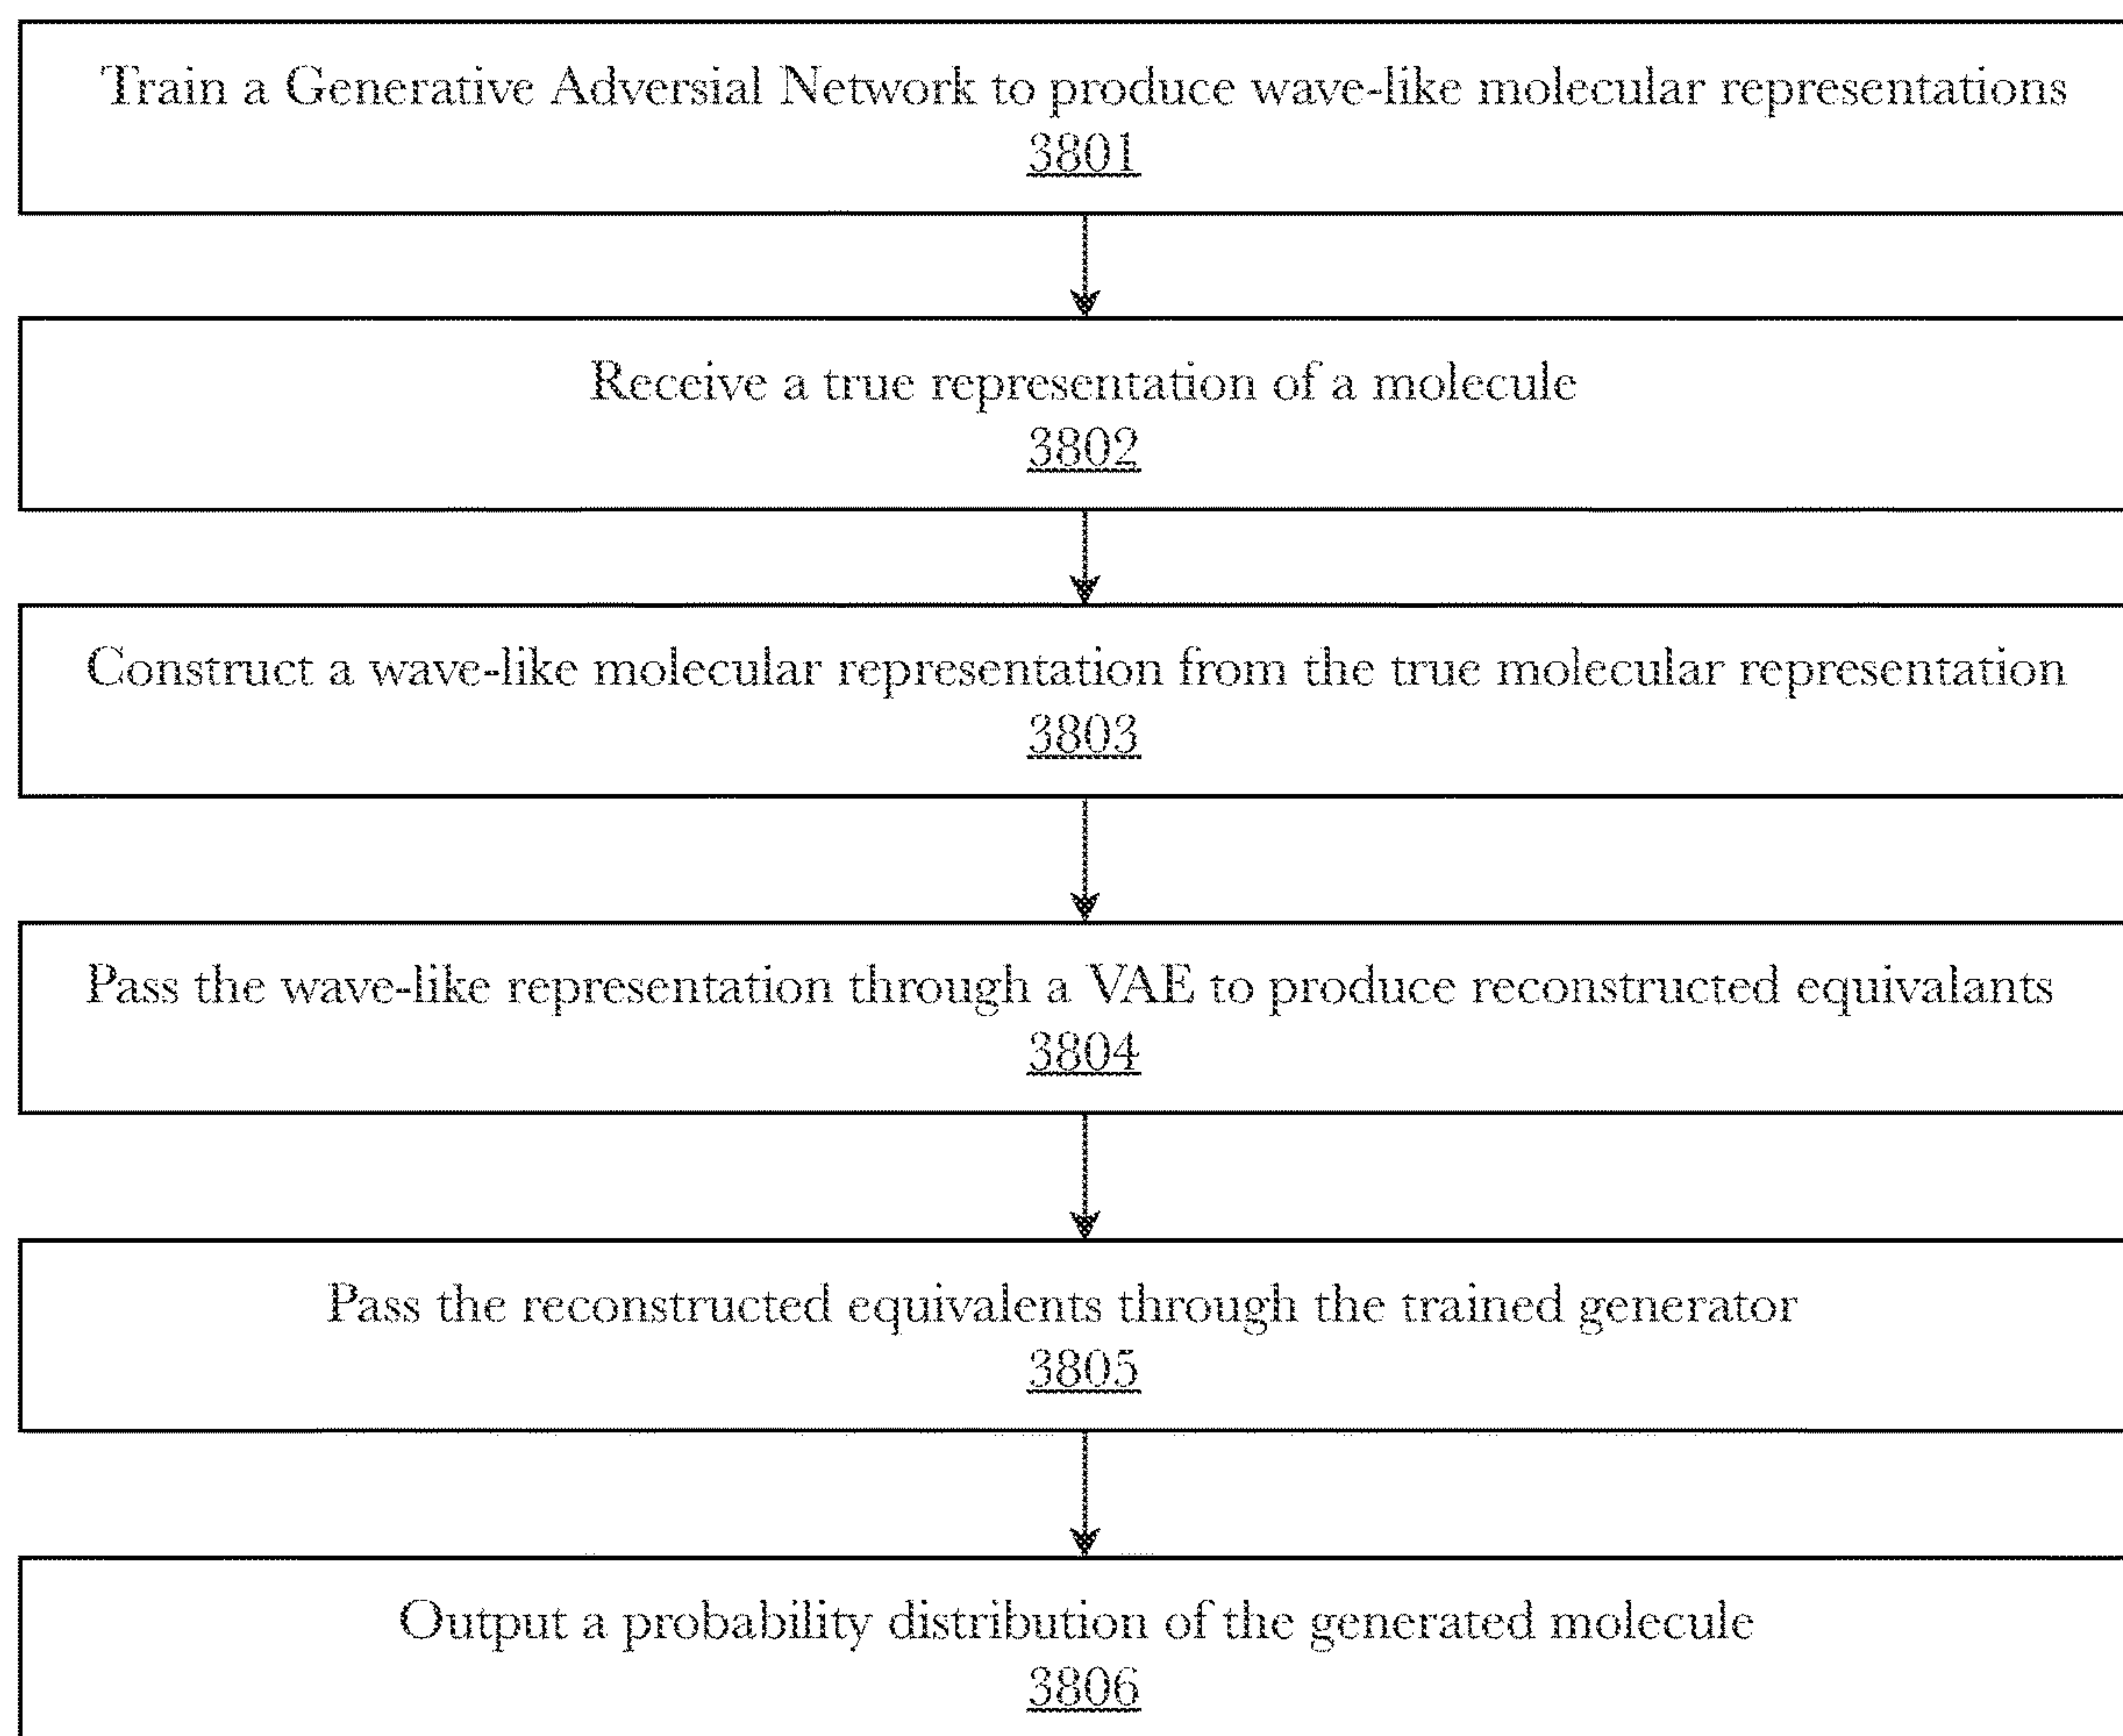 Train a Generative Adversial Network to produce wave-like molecular representations
3801
Receive a true representation of a molecule
3802
Construct a wave-like molecular representation from the true molecular representation
3803
Pass the wave-like representation through a VAE to produce reconstructed equivalants
3804
Pass the reconstructed equivalents through the trained generator
3805
Output a probability distribution of the generated molecule
3806